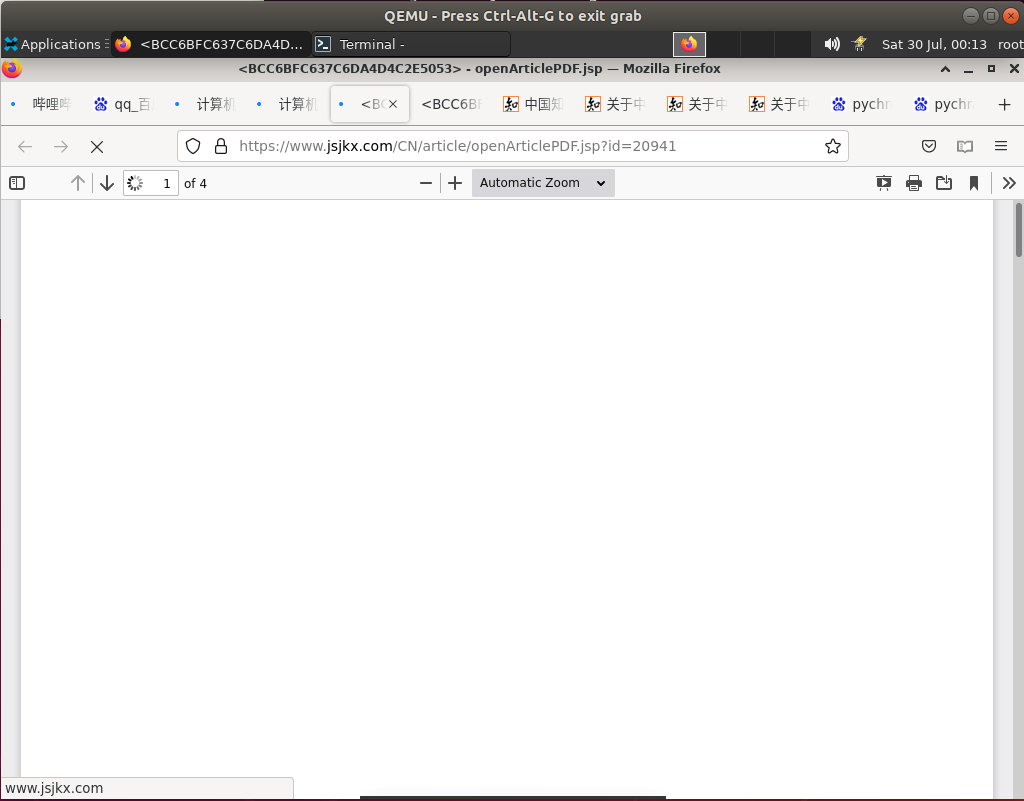 QEMU - Press Ctrl-Alt-G to exit grab
Applications
<BCC6BFC637C6DA4D...
Terminal -
Sat 30 Jul, 00:13 root
<BCC6BFC637C6DA4D4C2E5053> - openArticlePDF.jsp — Mozilla Firefox
哔哩
qq_百
计算机
计算机
<BC
<BCC6BF
中国知
关于中
关于中
关于中
pychr
pychr
https://www.jsjkx.com/CN/article/openArticlePDF.jsp?id=20941
1 of 4
Automatic Zoom
www.jsjkx.com